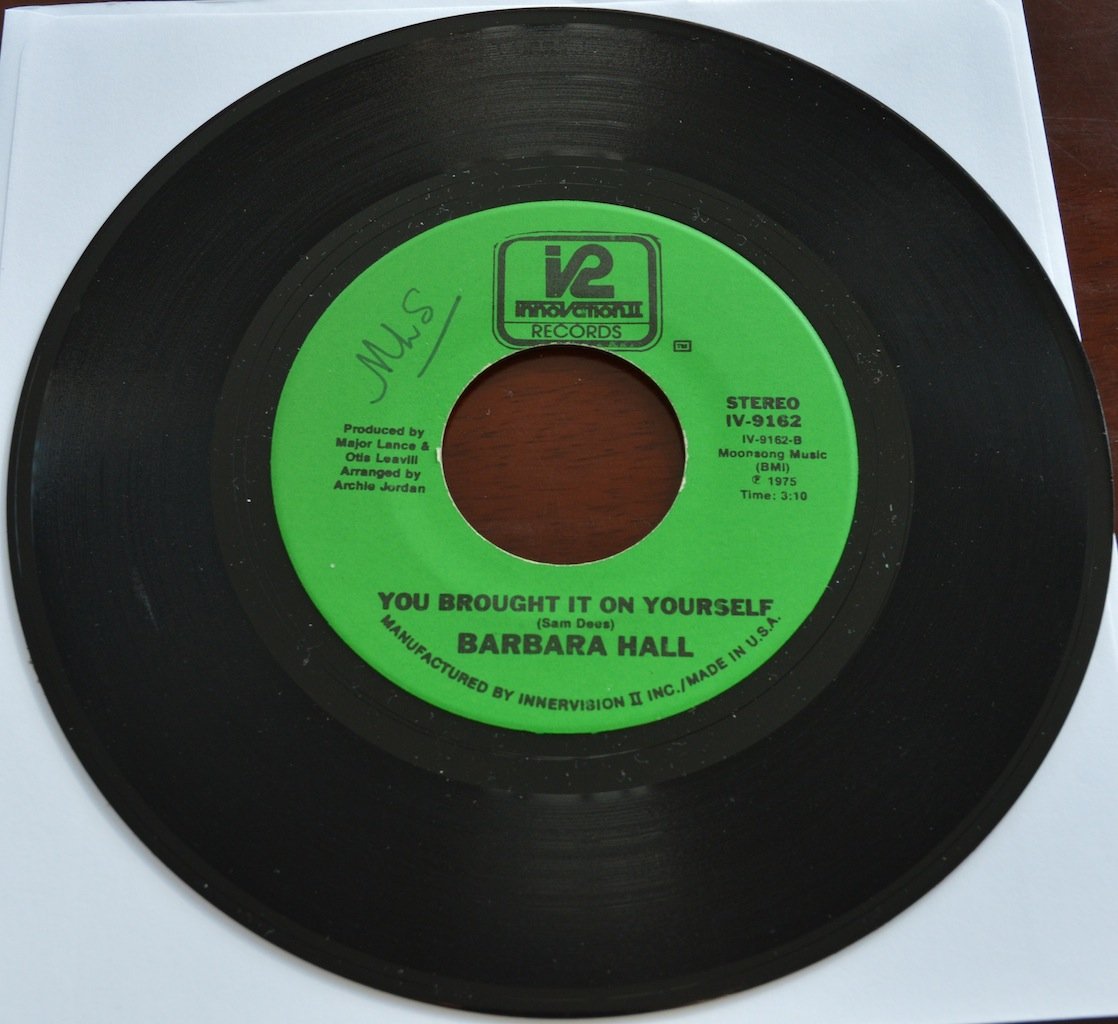 i2
innovation II
RECORDS
TM
STEREO
IV-9162
IV-9162-B
Moonsong Music
(BMI)
℗ 1975
Time: 3:10
Produced by
Major Lance &
Otis Leavill
Arranged by
Archie Jordan
YOU BROUGHT IT ON YOURSELF
(Sam Dees)
BARBARA HALL
MANUFACTURED BY INNERVISION II INC./MADE IN U.S.A.